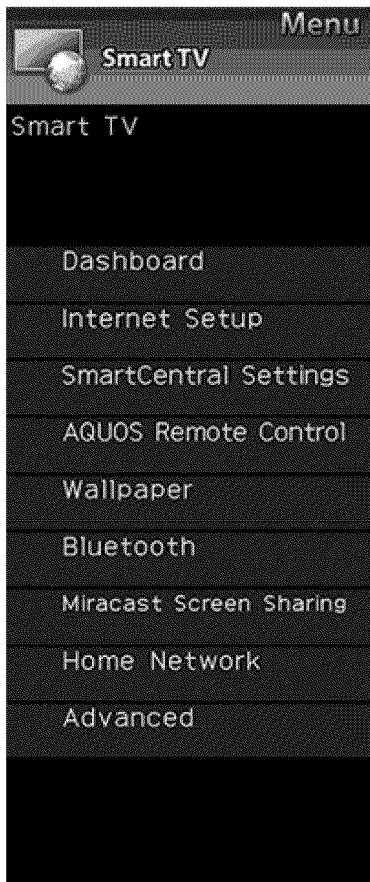 Menu
Smart TV
Smart TV
Dashboard
Internet Setup
SmartCentral Settings
AQUOS Remote Control
Wallpaper
Bluetooth
Miracast Screen Sharing
Home Network
Advanced